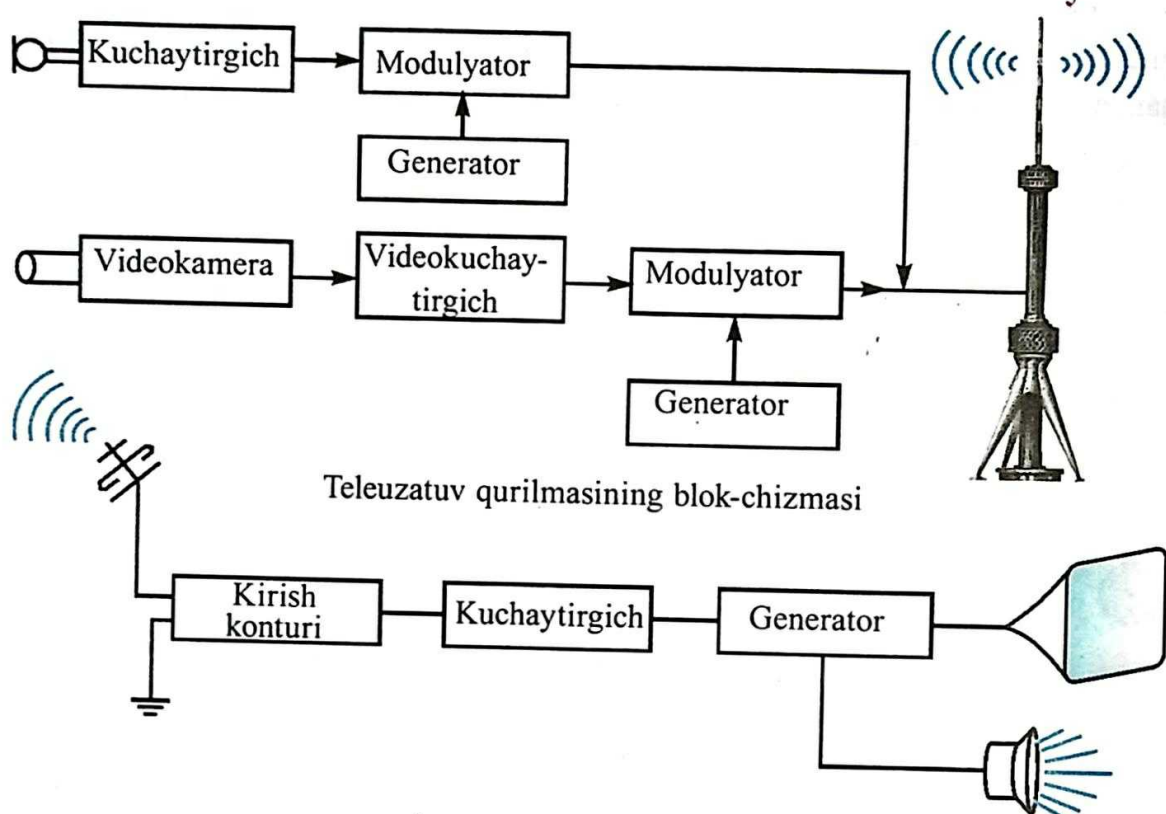 Kuchaytirgich
Modulyator
Generator
Videokamera
Videokuchay-
tirgich
Modulyator
Generator
Teleuzatuv qurilmasining blok-chizmasi
Kirish
konturi
Kuchaytirgich
Generator